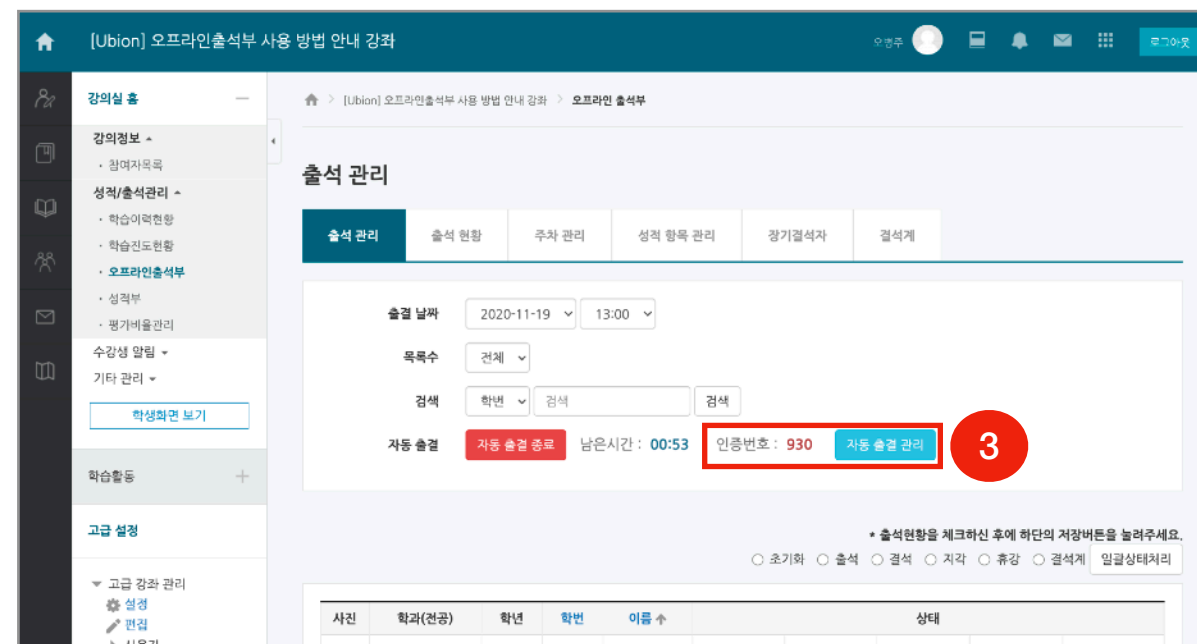 [Ubion] 오프라인출석부 사용 방법 안내 강좌
오병주
로그아웃
강의실 홈
강의정보
· 참여자목록
성적/출석관리
· 학습이력현황
· 학습진도현황
· 오프라인출석부
· 성적부
· 평가비율관리
수강생 알림
기타 관리
학생화면 보기
학습활동
고급 설정
고급 강좌 관리
설정
편집
[Ubion] 오프라인출석부 사용 방법 안내 강좌 > 오프라인 출석부
출석 관리
출석 관리 출석 현황 주차 관리 성적 항목 관리 장기결석자 결석계
출결 날짜 2020-11-19 13:00
목록수 전체
검색 학번 검색 검색
자동 출결 자동 출결 종료 남은시간 : 00:53 인증번호 : 930 자동 출결 관리 3
* 출석현황을 체크하신 후에 하단의 저장버튼을 눌러주세요.
초기화 출석 결석 지각 휴강 결석계 일괄상태처리
사진 학과(전공) 학년 학번 이름 상태